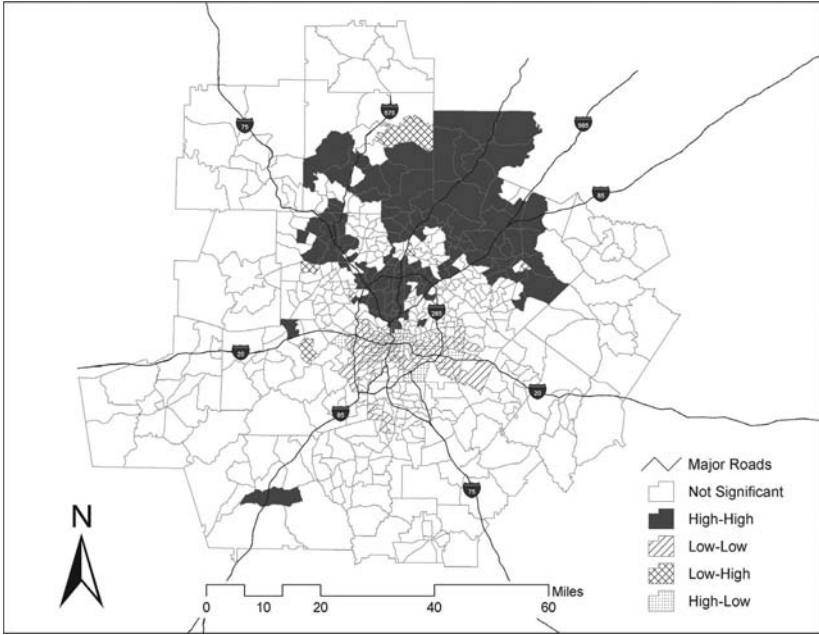 575
75
985
85
285
20
20
85
75
Major Roads
Not Significant
High-High
Low-Low
Low-High
High-Low
N
Miles
0 10 20 40 60